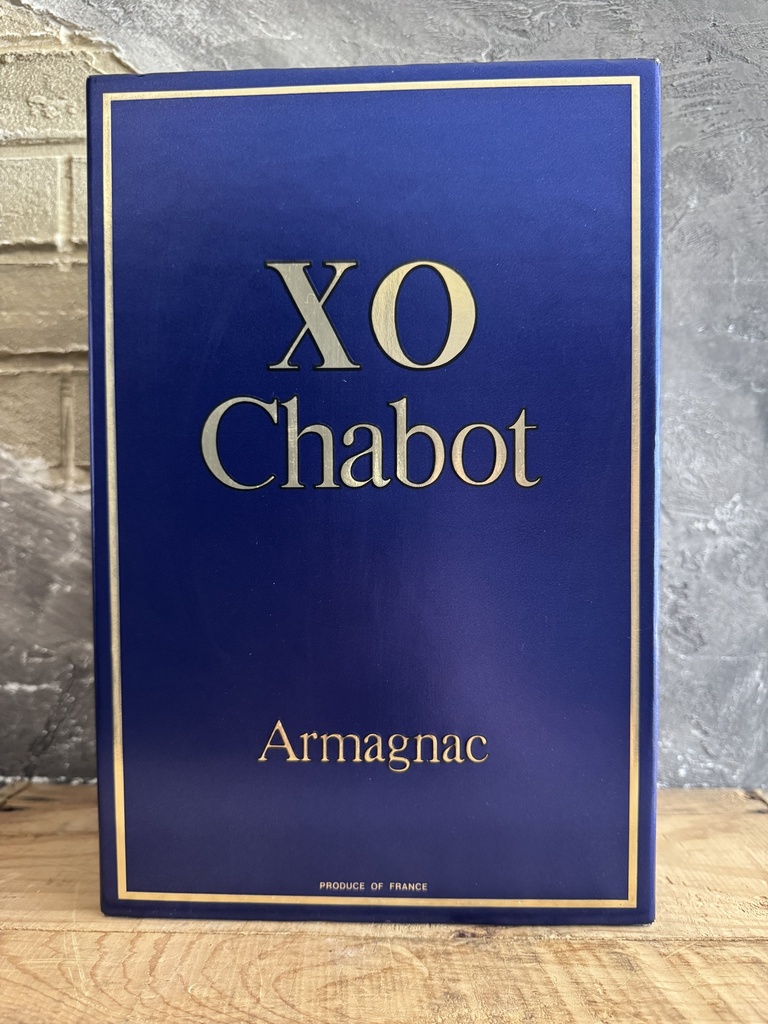 XO
Chabot
Armagnac
PRODUCE OF FRANCE